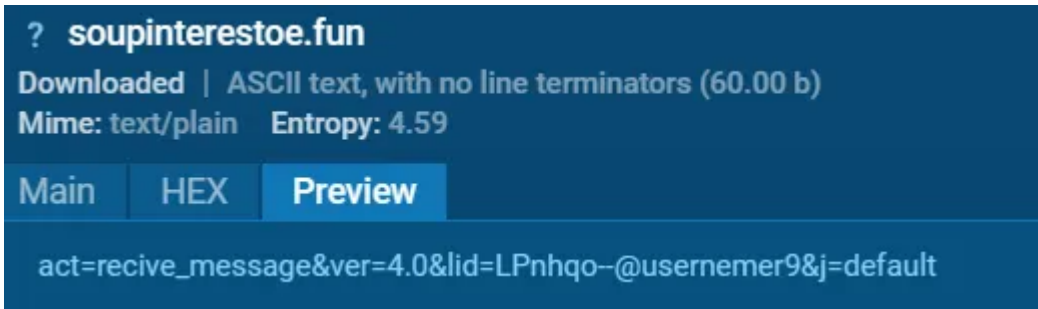 ? soupinterestoe.fun
Downloaded | ASCII text, with no line terminators (60.00 b)
Mime: text/plain Entropy: 4.59
Main HEX Preview
act=recive_message&ver=4.0&lid=LPnhqo--@usernemer9&j=default